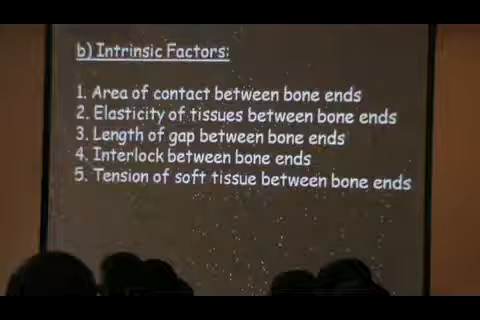 b) Intrinsic Factors:
1. Area of contact between bone ends
2. Elasticity of tissues between bone ends
3. Length of gap between bone ends
4. Interlock between bone ends
5. Tension of soft tissue between bone ends